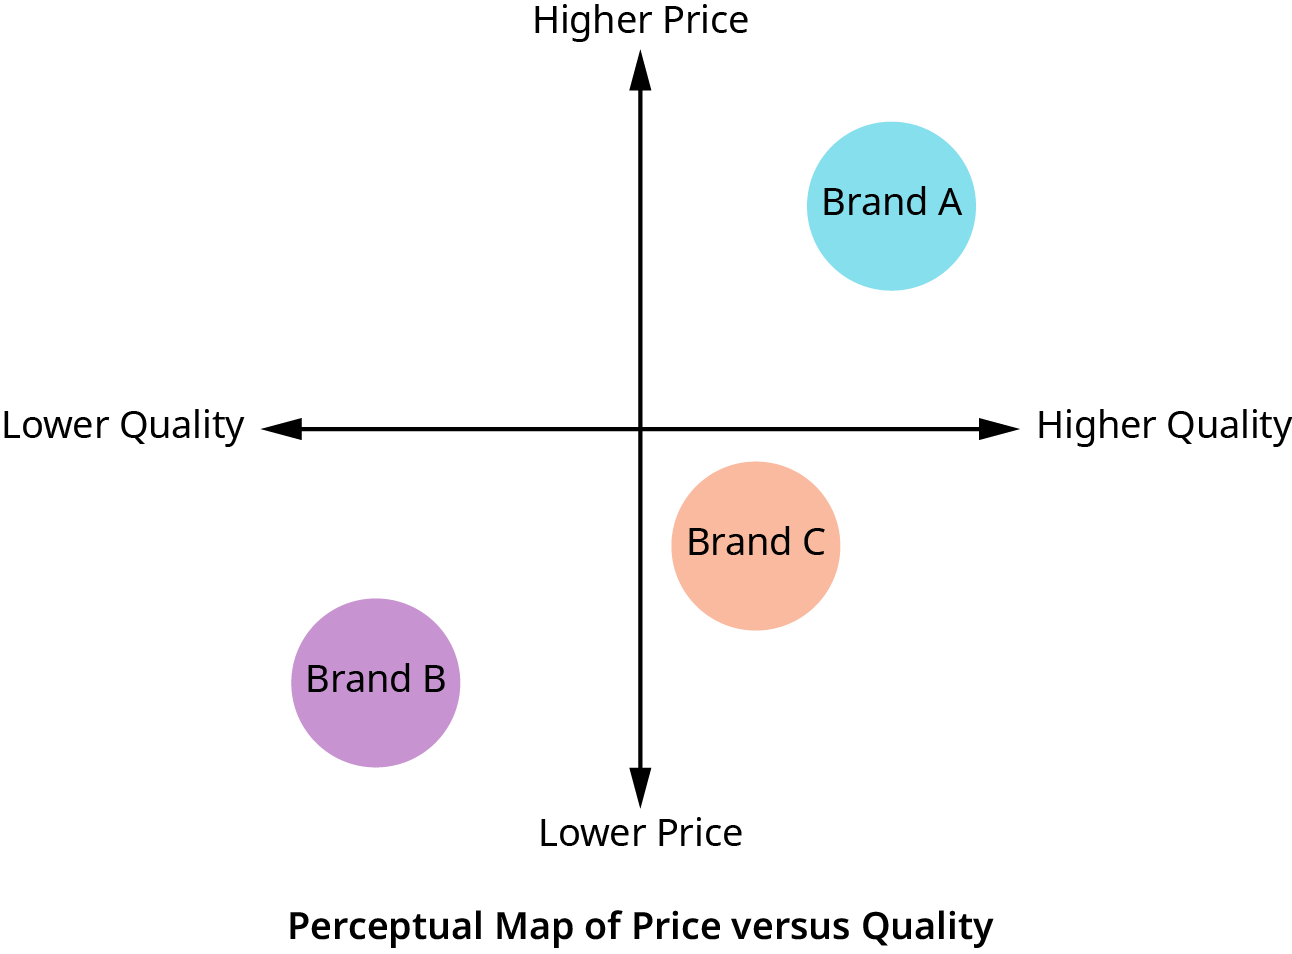 Higher Price
Brand A
Lower Quality
Higher Quality
Brand C
Brand B
Lower Price
Perceptual Map of Price versus Quality